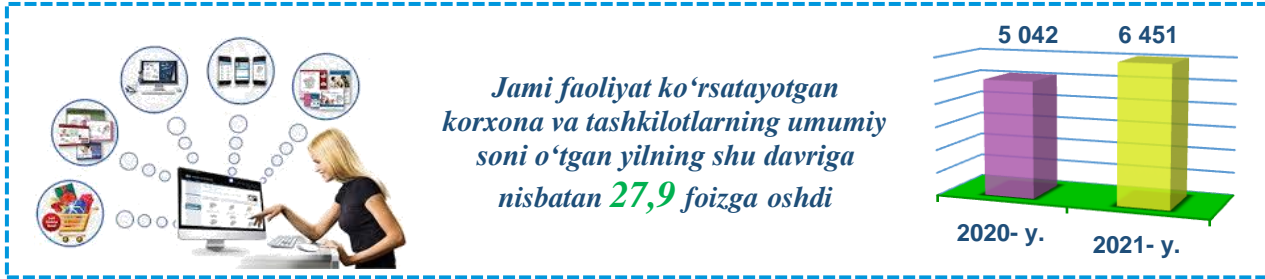 Jami faoliyat ko‘rsatayotgan
korxona va tashkilotlarning umumiy
soni o‘tgan yilning shu davriga
nisbatan 27,9 foizga oshdi
5 042 6 451
2020- y. 2021- y.